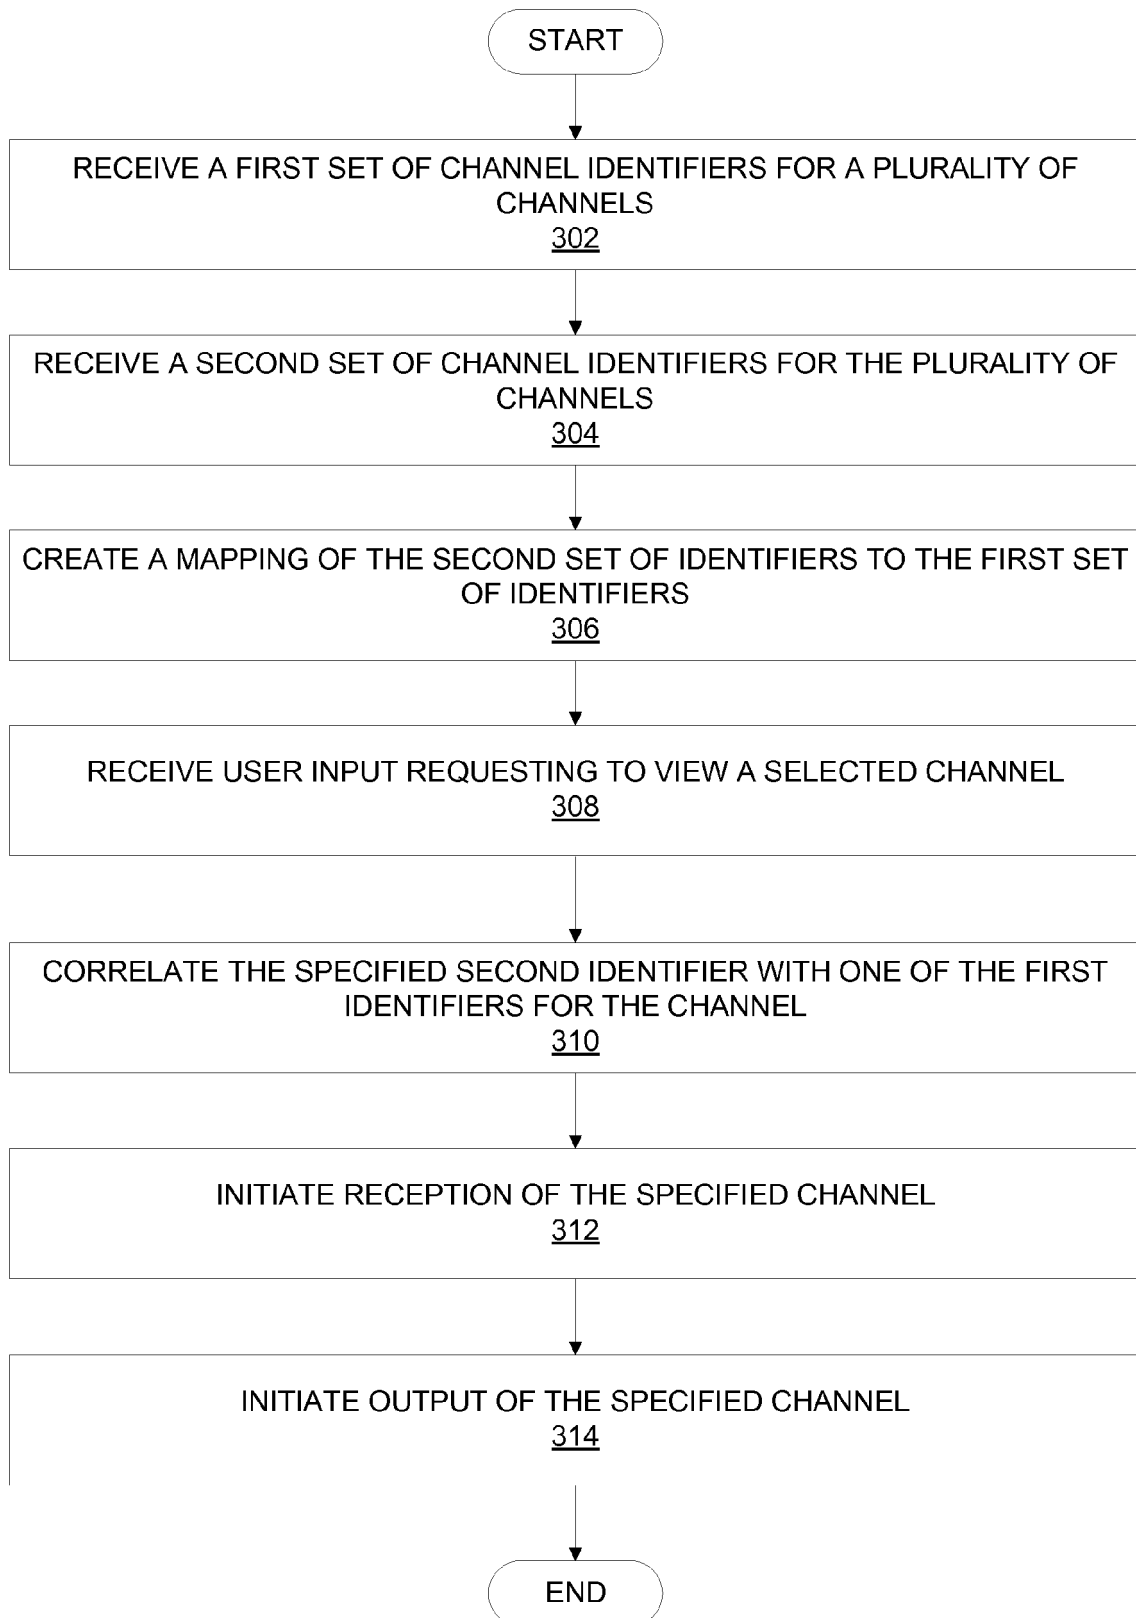 START
RECEIVE A FIRST SET OF CHANNEL IDENTIFIERS FOR A PLURALITY OF
CHANNELS
302
RECEIVE A SECOND SET OF CHANNEL IDENTIFIERS FOR THE PLURALITY OF
CHANNELS
304
CREATE A MAPPING OF THE SECOND SET OF IDENTIFIERS TO THE FIRST SET
OF IDENTIFIERS
306
RECEIVE USER INPUT REQUESTING TO VIEW A SELECTED CHANNEL
308
CORRELATE THE SPECIFIED SECOND IDENTIFIER WITH ONE OF THE FIRST
IDENTIFIERS FOR THE CHANNEL
310
INITIATE RECEPTION OF THE SPECIFIED CHANNEL
312
INITIATE OUTPUT OF THE SPECIFIED CHANNEL
314
END